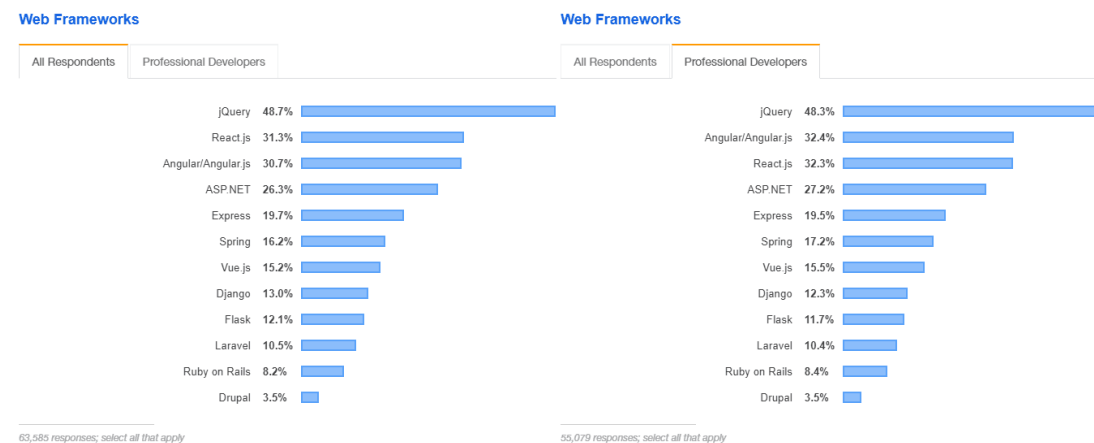 Web Frameworks
All Respondents Professional Developers
jQuery 48.7%
React.js 31.3%
Angular/Angular.js 30.7%
ASP.NET 26.3%
Express 19.7%
Spring 16.2%
Vue.js 15.2%
Django 13.0%
Flask 12.1%
Laravel 10.5%
Ruby on Rails 8.2%
Drupal 3.5%
63,585 responses; select all that apply
Web Frameworks
All Respondents Professional Developers
jQuery 48.3%
Angular/Angular.js 32.4%
React.js 32.3%
ASP.NET 27.2%
Express 19.5%
Spring 17.2%
Vue.js 15.5%
Django 12.3%
Flask 11.7%
Laravel 10.4%
Ruby on Rails 8.4%
Drupal 3.5%
55,079 responses; select all that apply